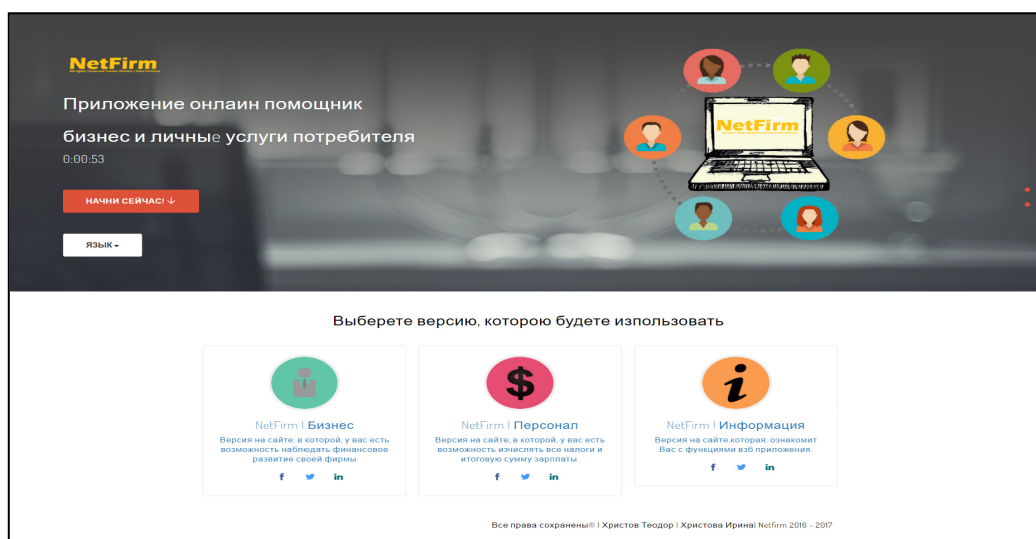 NetFirm
Приложение онлаин помощник
бизнес и личныe услуги потребителя
0:00:53
НАЧНИ СЕЙЧАС! ↓
ЯЗЫК
NetFirm
Выберете версию, которою будете изпользовать
NetFirm | Бизнес
Версия на сайте, в которой, у вас есть
возможность наблюдать финансовое
развитие своей фирмы
f in
NetFirm | Персонал
Версия на сайте, в которой, у вас есть
возможность изчислять все налоги и
итоговую сумму зарплаты.
f in
NetFirm | Информация
Версия на сайте,которая, ознакомит
Вас с функциями взб приложения.
f in
Все права сохранены® | Христов Теодор | Христова Ирина| Netfirm 2016 - 2017